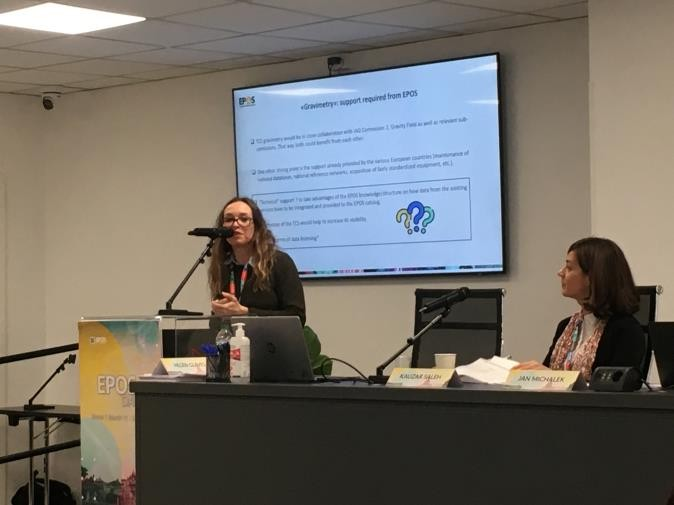 EPOS
«Gravimetry»: support required from EPOS
TCS gravimetry would be in close collaboration with IAG Commission 2, 'Gravity Field' as well as relevant sub-
comissions. That way both could benefit from each other.
One other strong point is the support already provided by the various European countries (maintenance of
national databases, national reference networks, acquisition of fairly standardized equipment, etc.).
"Technical" support ? to take advantages of the EPOS knowledge/structure on how data from the existing
have to be integrated and provided to the EPOS catalog.
of the TCS would help to increase its visibility.
of data licensing"
???
EPOS
EPOS
KAUZAR SALEH
JAN MICHALEK